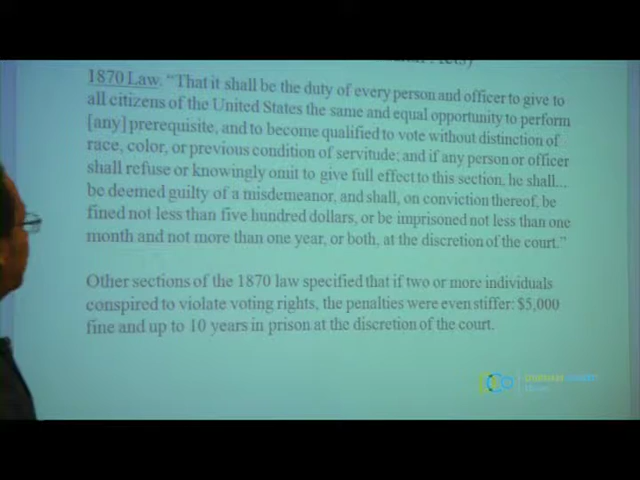 Acts)
1870 Law. “That it shall be the duty of every person and officer to give to
all citizens of the United States the same and equal opportunity to perform
[any] prerequisite, and to become qualified to vote without distinction of
race, color, or previous condition of servitude; and if any person or officer
shall refuse or knowingly omit to give full effect to this section, he shall...
be deemed guilty of a misdemeanor, and shall, on conviction thereof, be
fined not less than five hundred dollars, or be imprisoned not less than one
month and not more than one year, or both, at the discretion of the court.”
Other sections of the 1870 law specified that if two or more individuals
conspired to violate voting rights, the penalties were even stiffer: $5,000
fine and up to 10 years in prison at the discretion of the court.